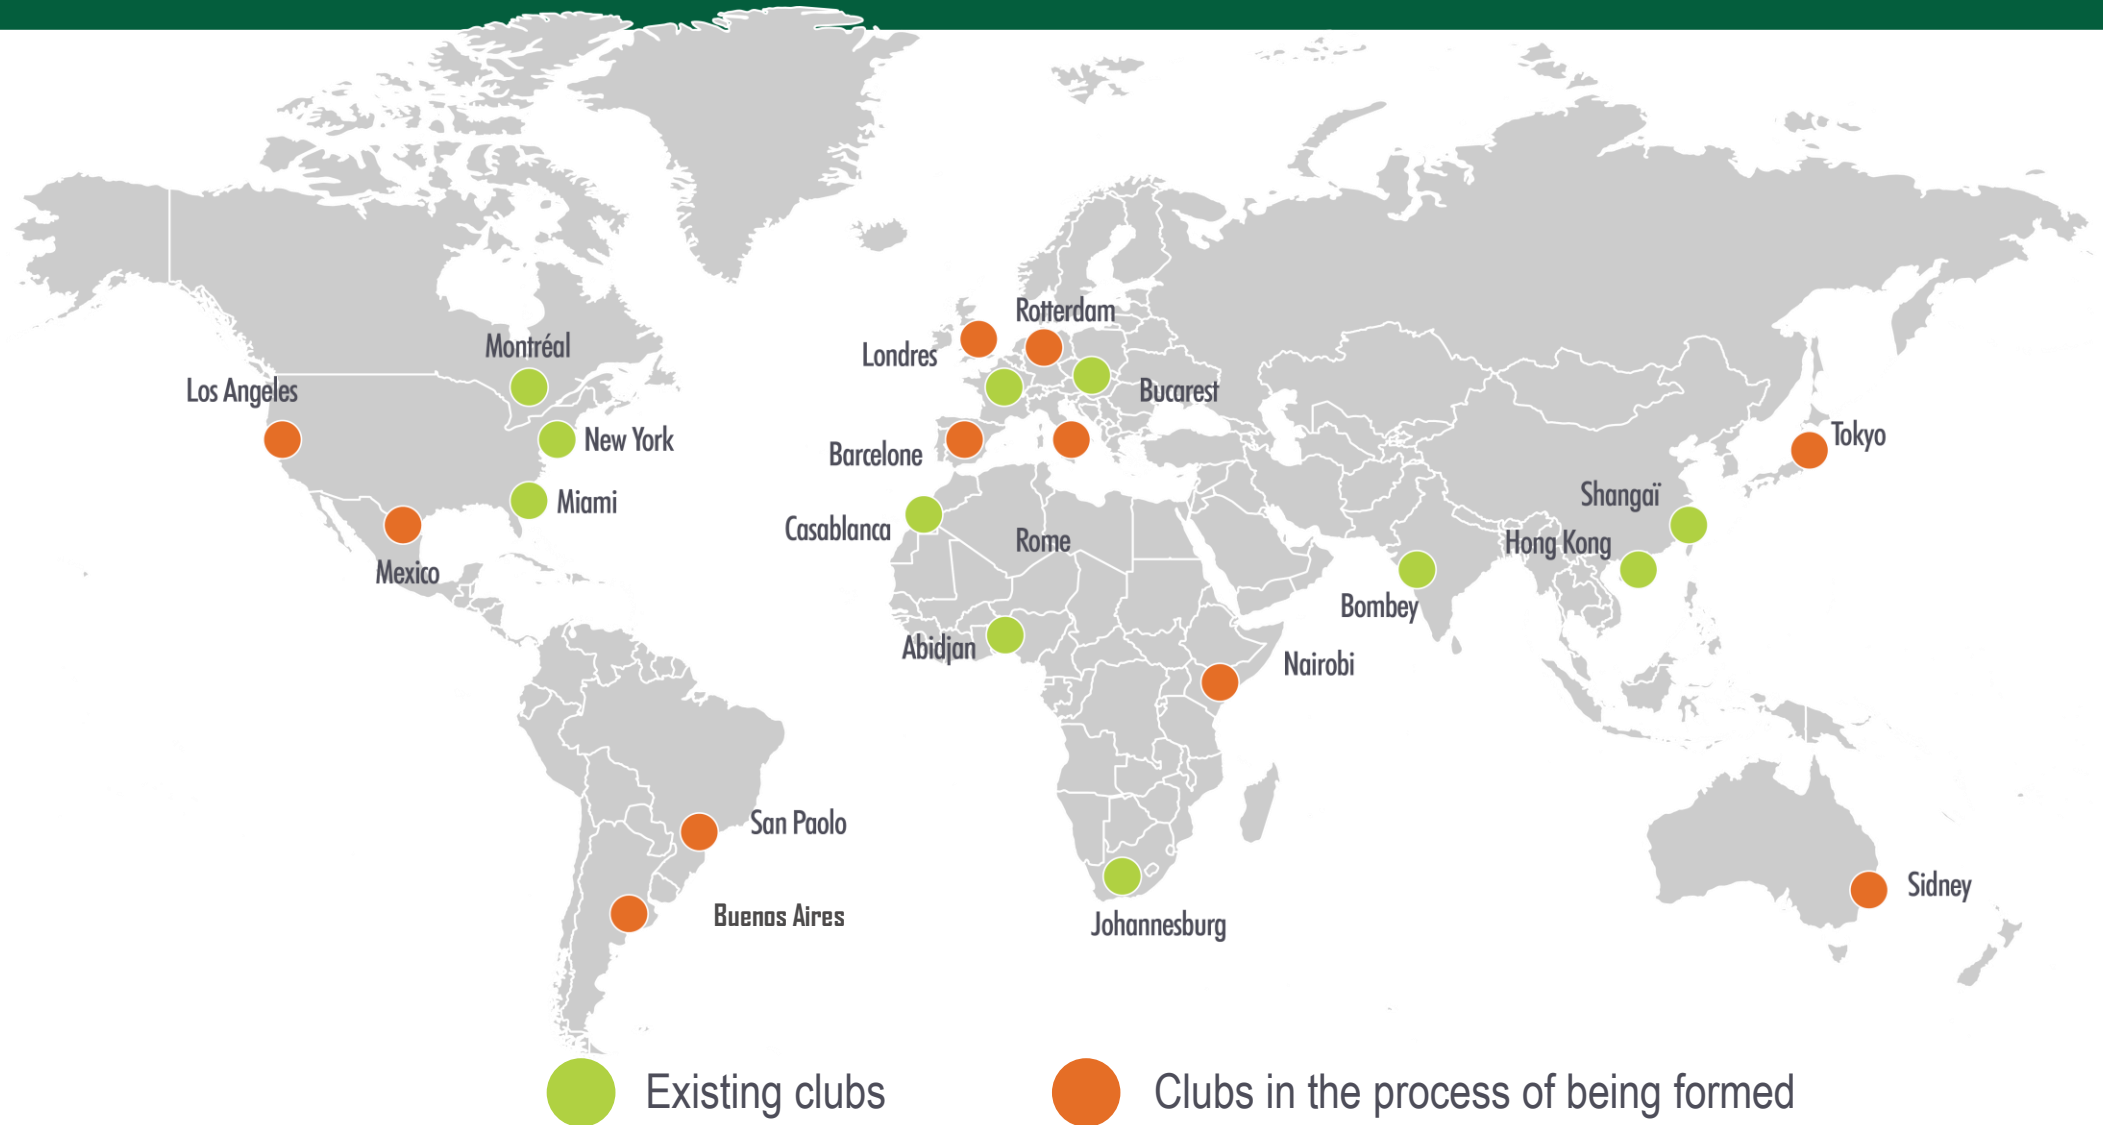 Rotterdam
Montréal
Londres
Los Angeles
Bucarest
New York
Barcelone
Tokyo
Miami
Shangaï
Casablanca
Rome
Hong Kong
Mexico
Bombey
Abidjan
Nairobi
San Paolo
Sidney
Buenos Aires
Johannesburg
Existing clubs
Clubs in the process of being formed